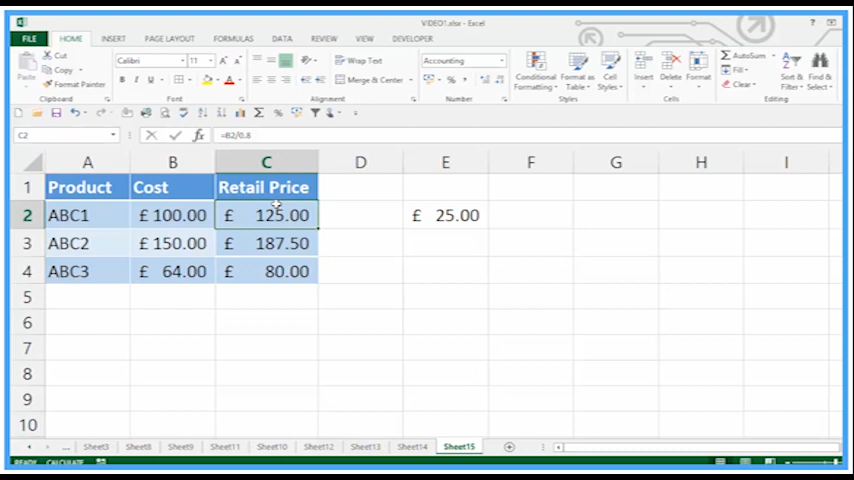 VIDEO1.xlsx - Excel
FILE HOME INSERT PAGE LAYOUT FORMULAS DATA REVIEW VIEW DEVELOPER
Paste
Cut
Copy
Format Painter
Clipboard
Calibri 11
B I U
Font
Wrap Text
Merge & Center
Alignment
Accounting
%
Number
Conditional Formatting
Format as Table
Cell Styles
Styles
Insert Delete Format
Cells
AutoSum
Fill
Clear
Sort & Filter
Find & Select
Editing
C2 fx =B2/0.8
A B C D E F G H I
1 Product Cost Retail Price
2 ABC1 £ 100.00 £ 125.00 £ 25.00
3 ABC2 £ 150.00 £ 187.50
4 ABC3 £ 64.00 £ 80.00
5
6
7
8
9
10
... Sheet3 Sheet8 Sheet9 Sheet11 Sheet10 Sheet12 Sheet13 Sheet14 Sheet15
READY CALCULATE